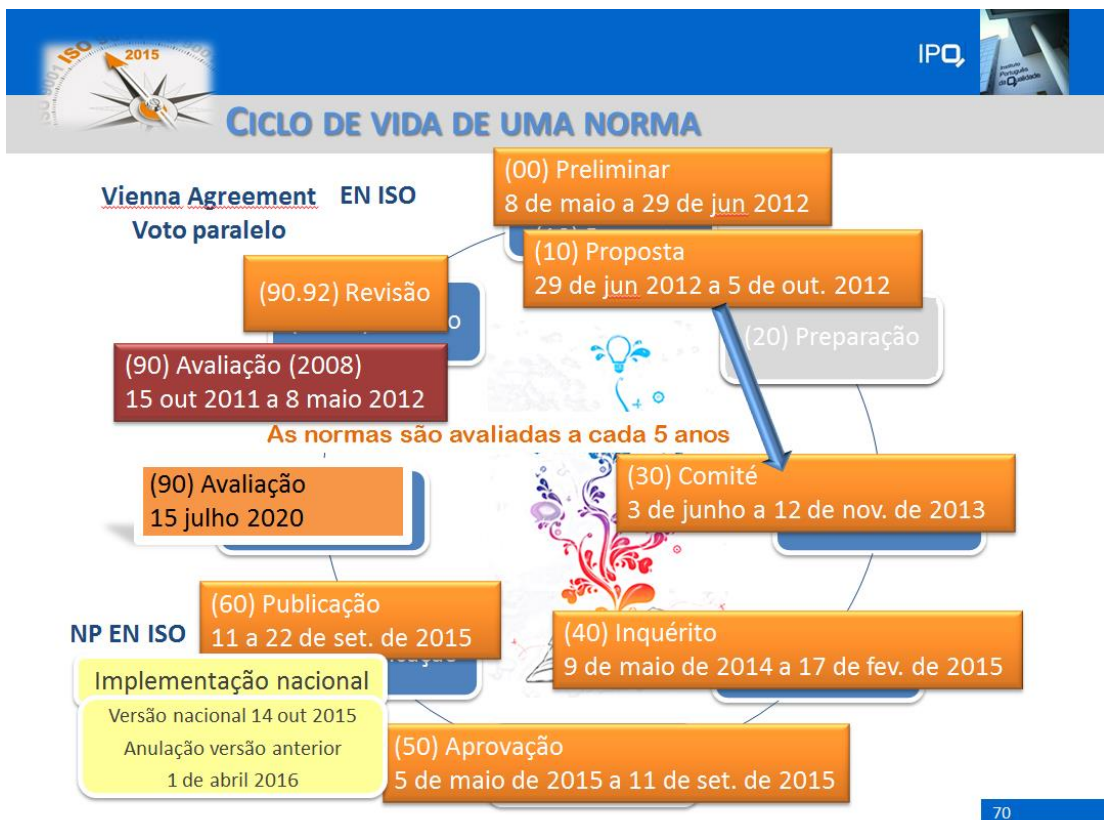 ISO 9001
ISO
2015
IPQ
Instituto
Português
da Qualidade
CICLO DE VIDA DE UMA NORMA
Vienna Agreement EN ISO
Voto paralelo
(00) Preliminar
8 de maio a 29 de jun 2012
(10) Proposta
29 de jun 2012 a 5 de out. 2012
(90.92) Revisão
o
(20) Preparação
(90) Avaliação (2008)
15 out 2011 a 8 maio 2012
As normas são avaliadas a cada 5 anos
(90) Avaliação
15 julho 2020
(30) Comité
3 de junho a 12 de nov. de 2013
(60) Publicação
11 a 22 de set. de 2015
NP EN ISO
(40) Inquérito
9 de maio de 2014 a 17 de fev. de 2015
Implementação nacional
Versão nacional 14 out 2015
Anulação versão anterior
1 de abril 2016
(50) Aprovação
5 de maio de 2015 a 11 de set. de 2015
70